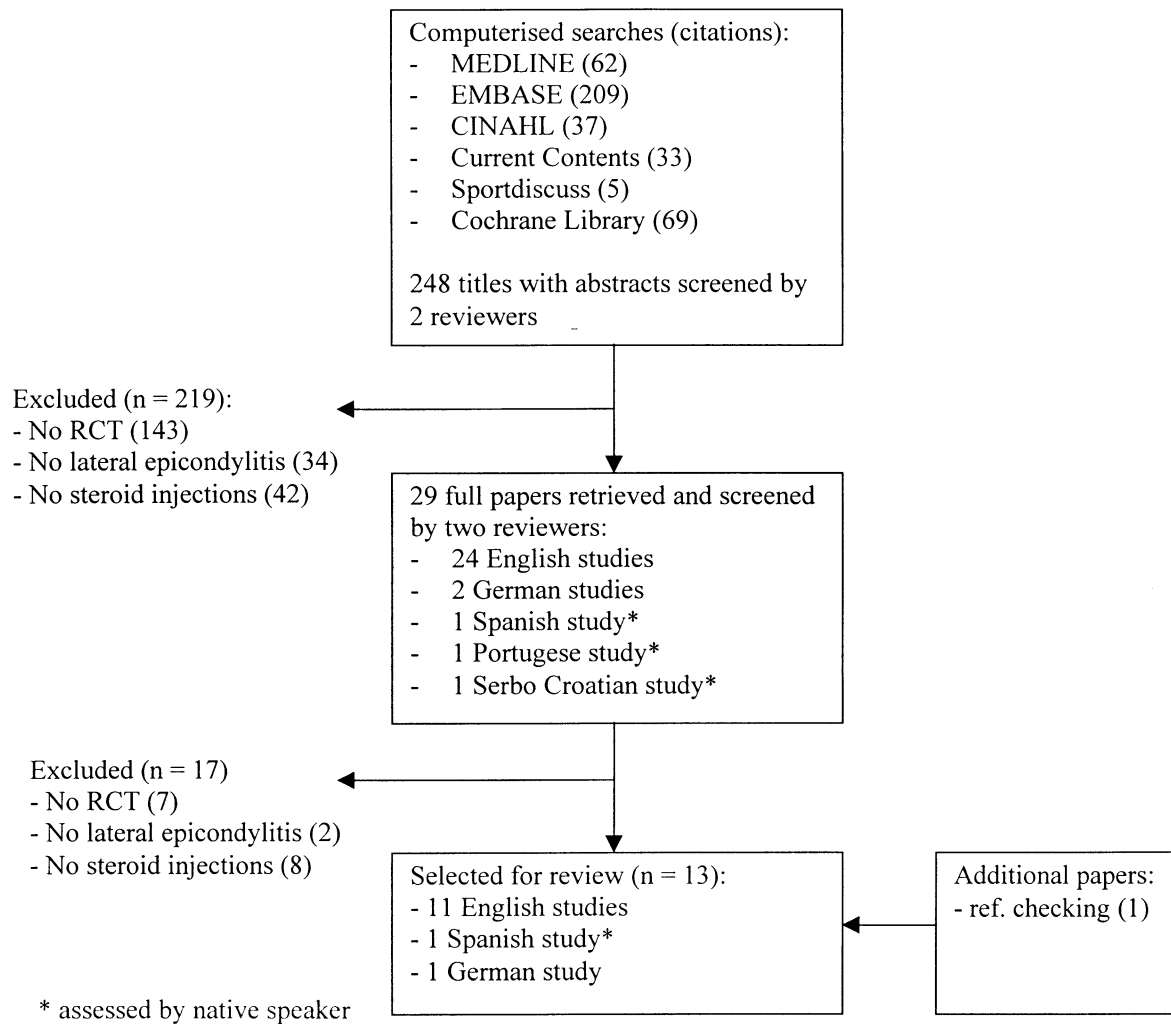 Computerised searches (citations):
- MEDLINE (62)
- EMBASE (209)
- CINAHL (37)
- Current Contents (33)
- Sportdiscuss (5)
- Cochrane Library (69)
248 titles with abstracts screened by
2 reviewers
Excluded (n = 219):
- No RCT (143)
- No lateral epicondylitis (34)
- No steroid injections (42)
29 full papers retrieved and screened
by two reviewers:
- 24 English studies
- 2 German studies
- 1 Spanish study*
- 1 Portugese study*
- 1 Serbo Croatian study*
Excluded (n = 17)
- No RCT (7)
- No lateral epicondylitis (2)
- No steroid injections (8)
Selected for review (n = 13):
- 11 English studies
- 1 Spanish study*
- 1 German study
Additional papers:
- ref. checking (1)
* assessed by native speaker